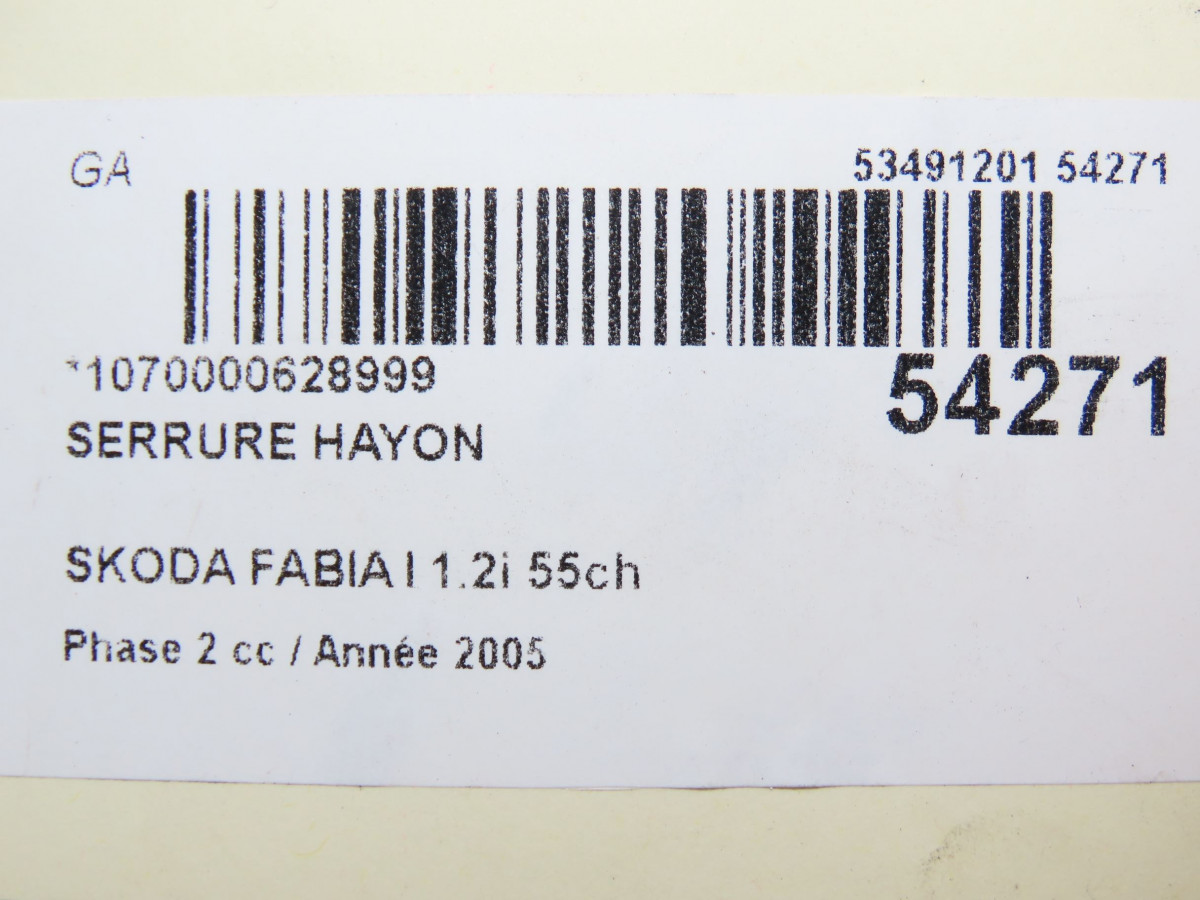 GA
53491201 54271
*1070000628999
54271
SERRURE HAYON
SKODA FABIA I 1.2i 55ch
Phase 2 cc / Année 2005